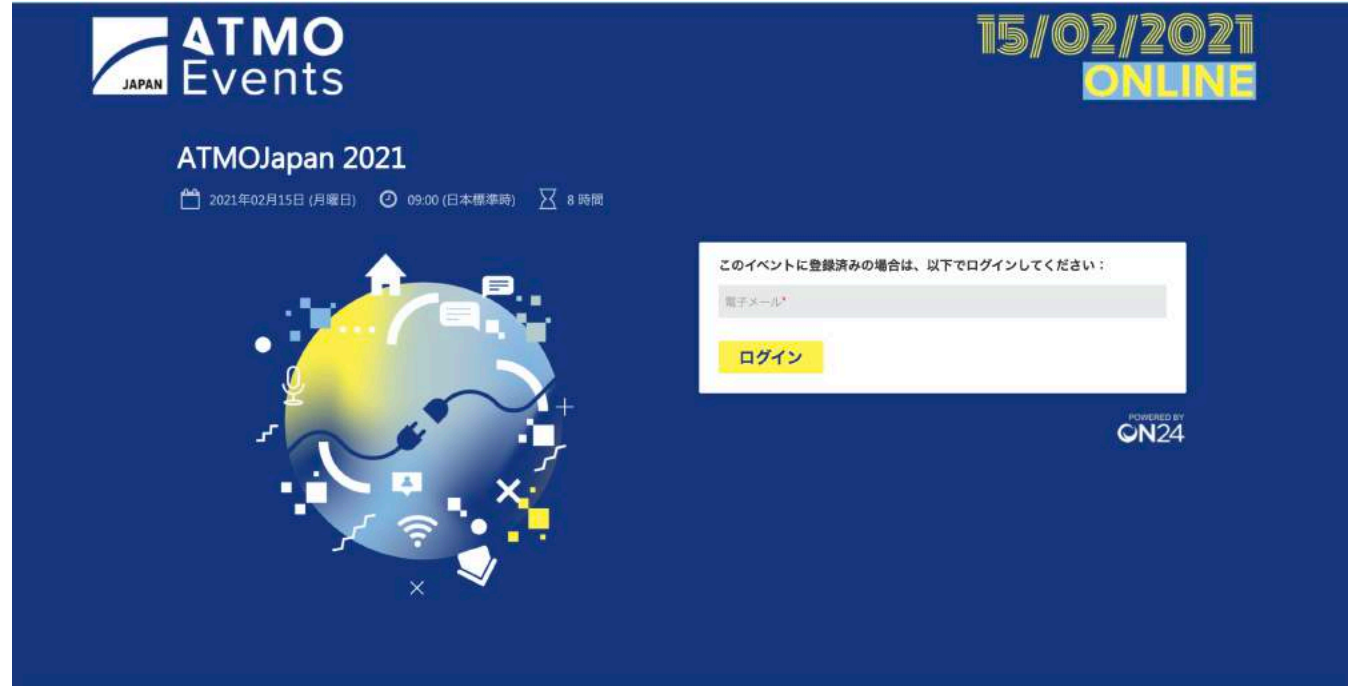 JAPAN
ATMO
Events
15/02/2021
ONLINE
ATMOJapan 2021
2021年02月15日 (月曜日) 09:00 (日本標準時) 8 時間
このイベントに登録済みの場合は、以下でログインしてください：
電子メール*
ログイン
POWERED BY
ON24